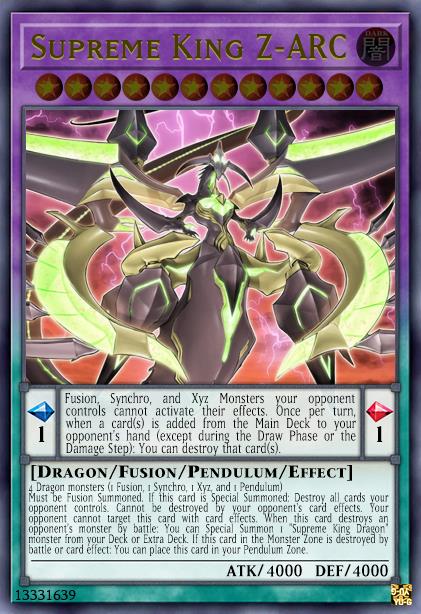 Supreme King Z-ARC
DARK
闇
Fusion, Synchro, and Xyz Monsters your opponent
controls cannot activate their effects. Once per turn,
when a card(s) is added from the Main Deck to your
opponent's hand (except during the Draw Phase or the
Damage Step): You can destroy that card(s).
1
1
[Dragon/Fusion/Pendulum/Effect]
4 Dragon monsters (1 Fusion, 1 Synchro, 1 Xyz, and 1 Pendulum)
Must be Fusion Summoned. If this card is Special Summoned: Destroy all cards your
opponent controls. Cannot be destroyed by your opponent's card effects. Your
opponent cannot target this card with card effects. When this card destroys an
opponent's monster by battle: You can Special Summon 1 "Supreme King Dragon"
monster from your Deck or Extra Deck. If this card in the Monster Zone is destroyed by
battle or card effect: You can place this card in your Pendulum Zone.
ATK/4000 DEF/4000
13331639